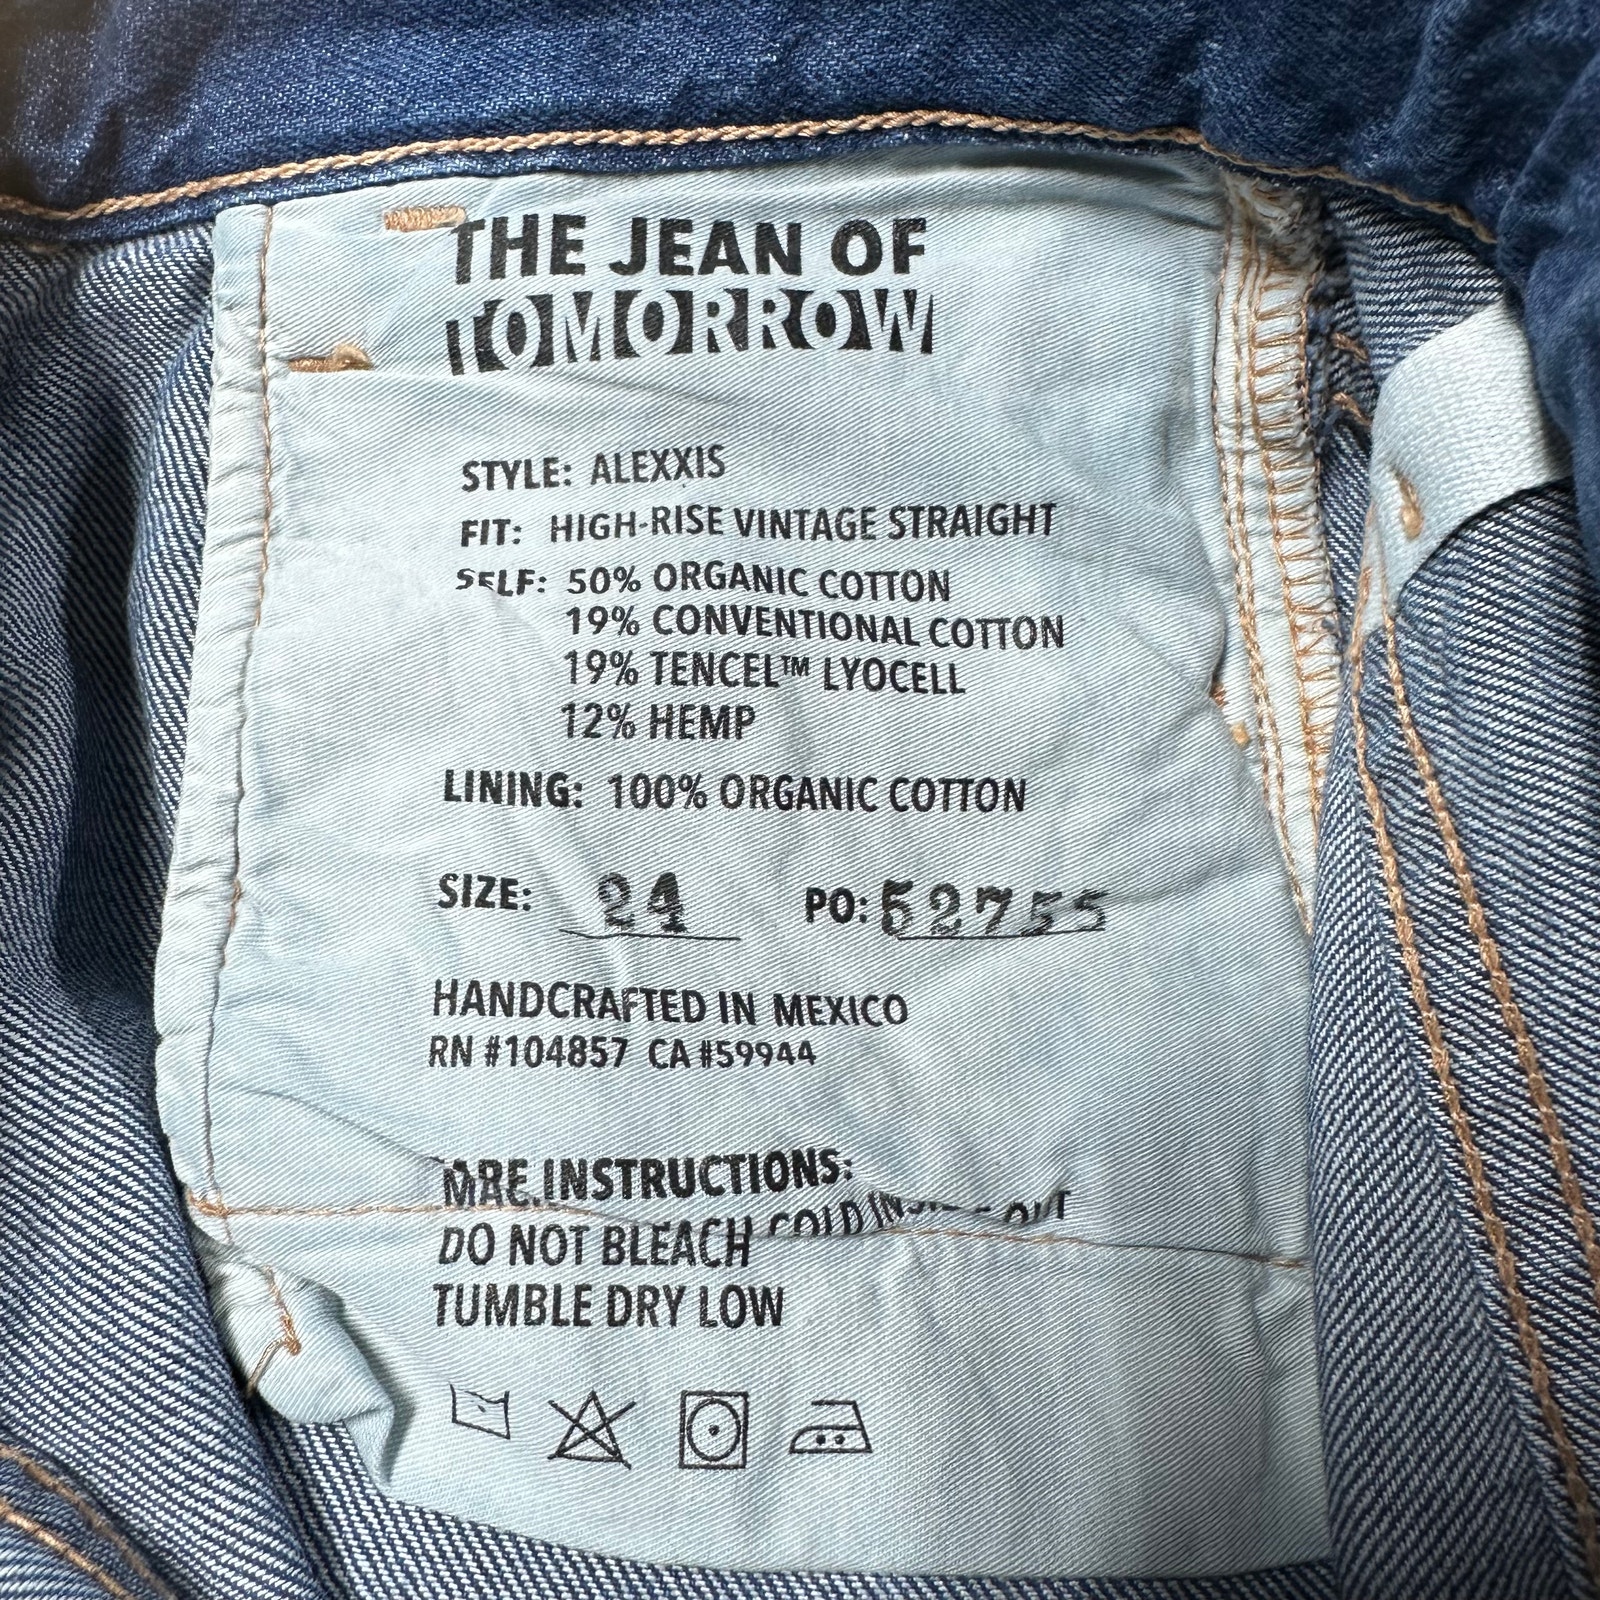 THE JEAN OF
TOMORROW
STYLE: ALEXXIS
FIT: HIGH-RISE VINTAGE STRAIGHT
SELF: 50% ORGANIC COTTON
19% CONVENTIONAL COTTON
19% TENCEL™ LYOCELL
12% HEMP
LINING: 100% ORGANIC COTTON
SIZE: 24 PO: 52755
HANDCRAFTED IN MEXICO
RN #104857 CA #59944
INSTRUCTIONS:
COLD OUT
DO NOT BLEACH
TUMBLE DRY LOW